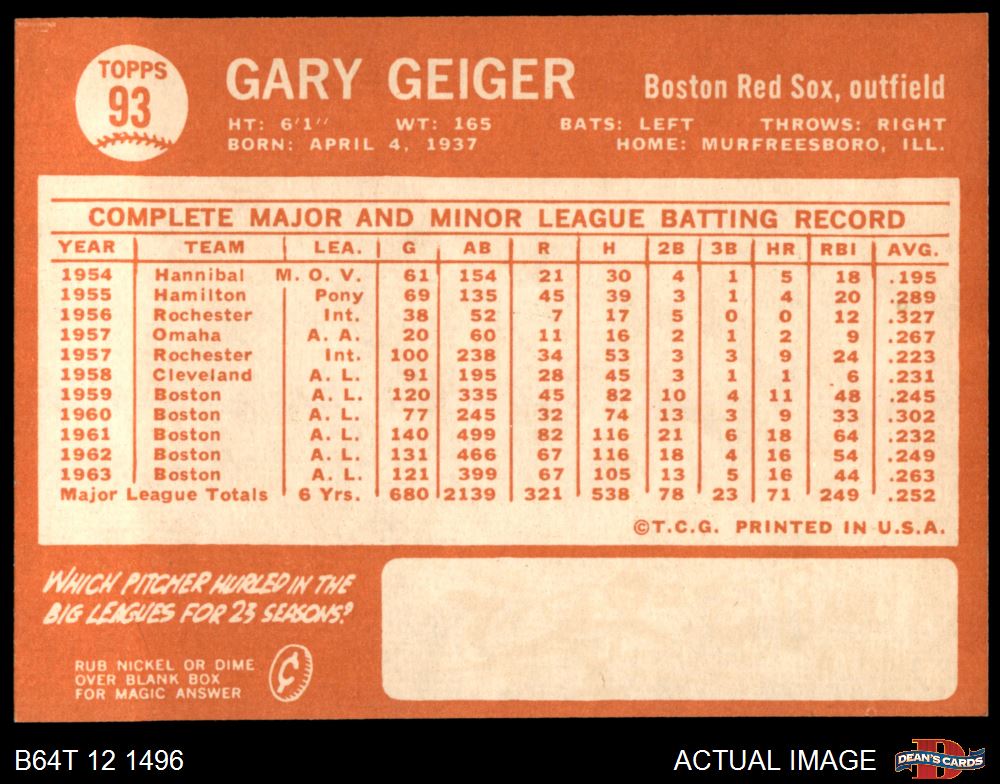 TOPPS
93
GARY GEIGER
Boston Red Sox, outfield
HT: 6'1" WT: 165 BATS: LEFT THROWS: RIGHT
BORN: APRIL 4, 1937 HOME: MURFREESBORO, ILL.
COMPLETE MAJOR AND MINOR LEAGUE BATTING RECORD
YEAR TEAM LEA. G AB R H 2B 3B HR RBI AVG.
1954 Hannibal M. O. V. 61 154 21 30 4 1 5 18 .195
1955 Hamilton Pony 69 135 45 39 3 1 4 20 .289
1956 Rochester Int. 38 52 7 17 5 0 0 12 .327
1957 Omaha A. A. 20 60 11 16 2 1 2 9 .267
1957 Rochester Int. 100 238 34 53 3 3 9 24 .223
1958 Cleveland A. L. 91 195 28 45 3 1 1 6 .231
1959 Boston A. L. 120 335 45 82 10 4 11 48 .245
1960 Boston A. L. 77 245 32 74 13 3 9 33 .302
1961 Boston A. L. 140 499 82 116 21 6 18 64 .232
1962 Boston A. L. 131 466 67 116 18 4 16 54 .249
1963 Boston A. L. 121 399 67 105 13 5 16 44 .263
Major League Totals 6 Yrs. 680 2139 321 538 78 23 71 249 .252
©T.C.G. PRINTED IN U.S.A.
WHICH PITCHER HURLED IN THE
BIG LEAGUES FOR 23 SEASONS?
RUB NICKEL OR DIME
OVER BLANK BOX
FOR MAGIC ANSWER
¢
B64T 12 1496
ACTUAL IMAGE
D
DEAN'S CARDS